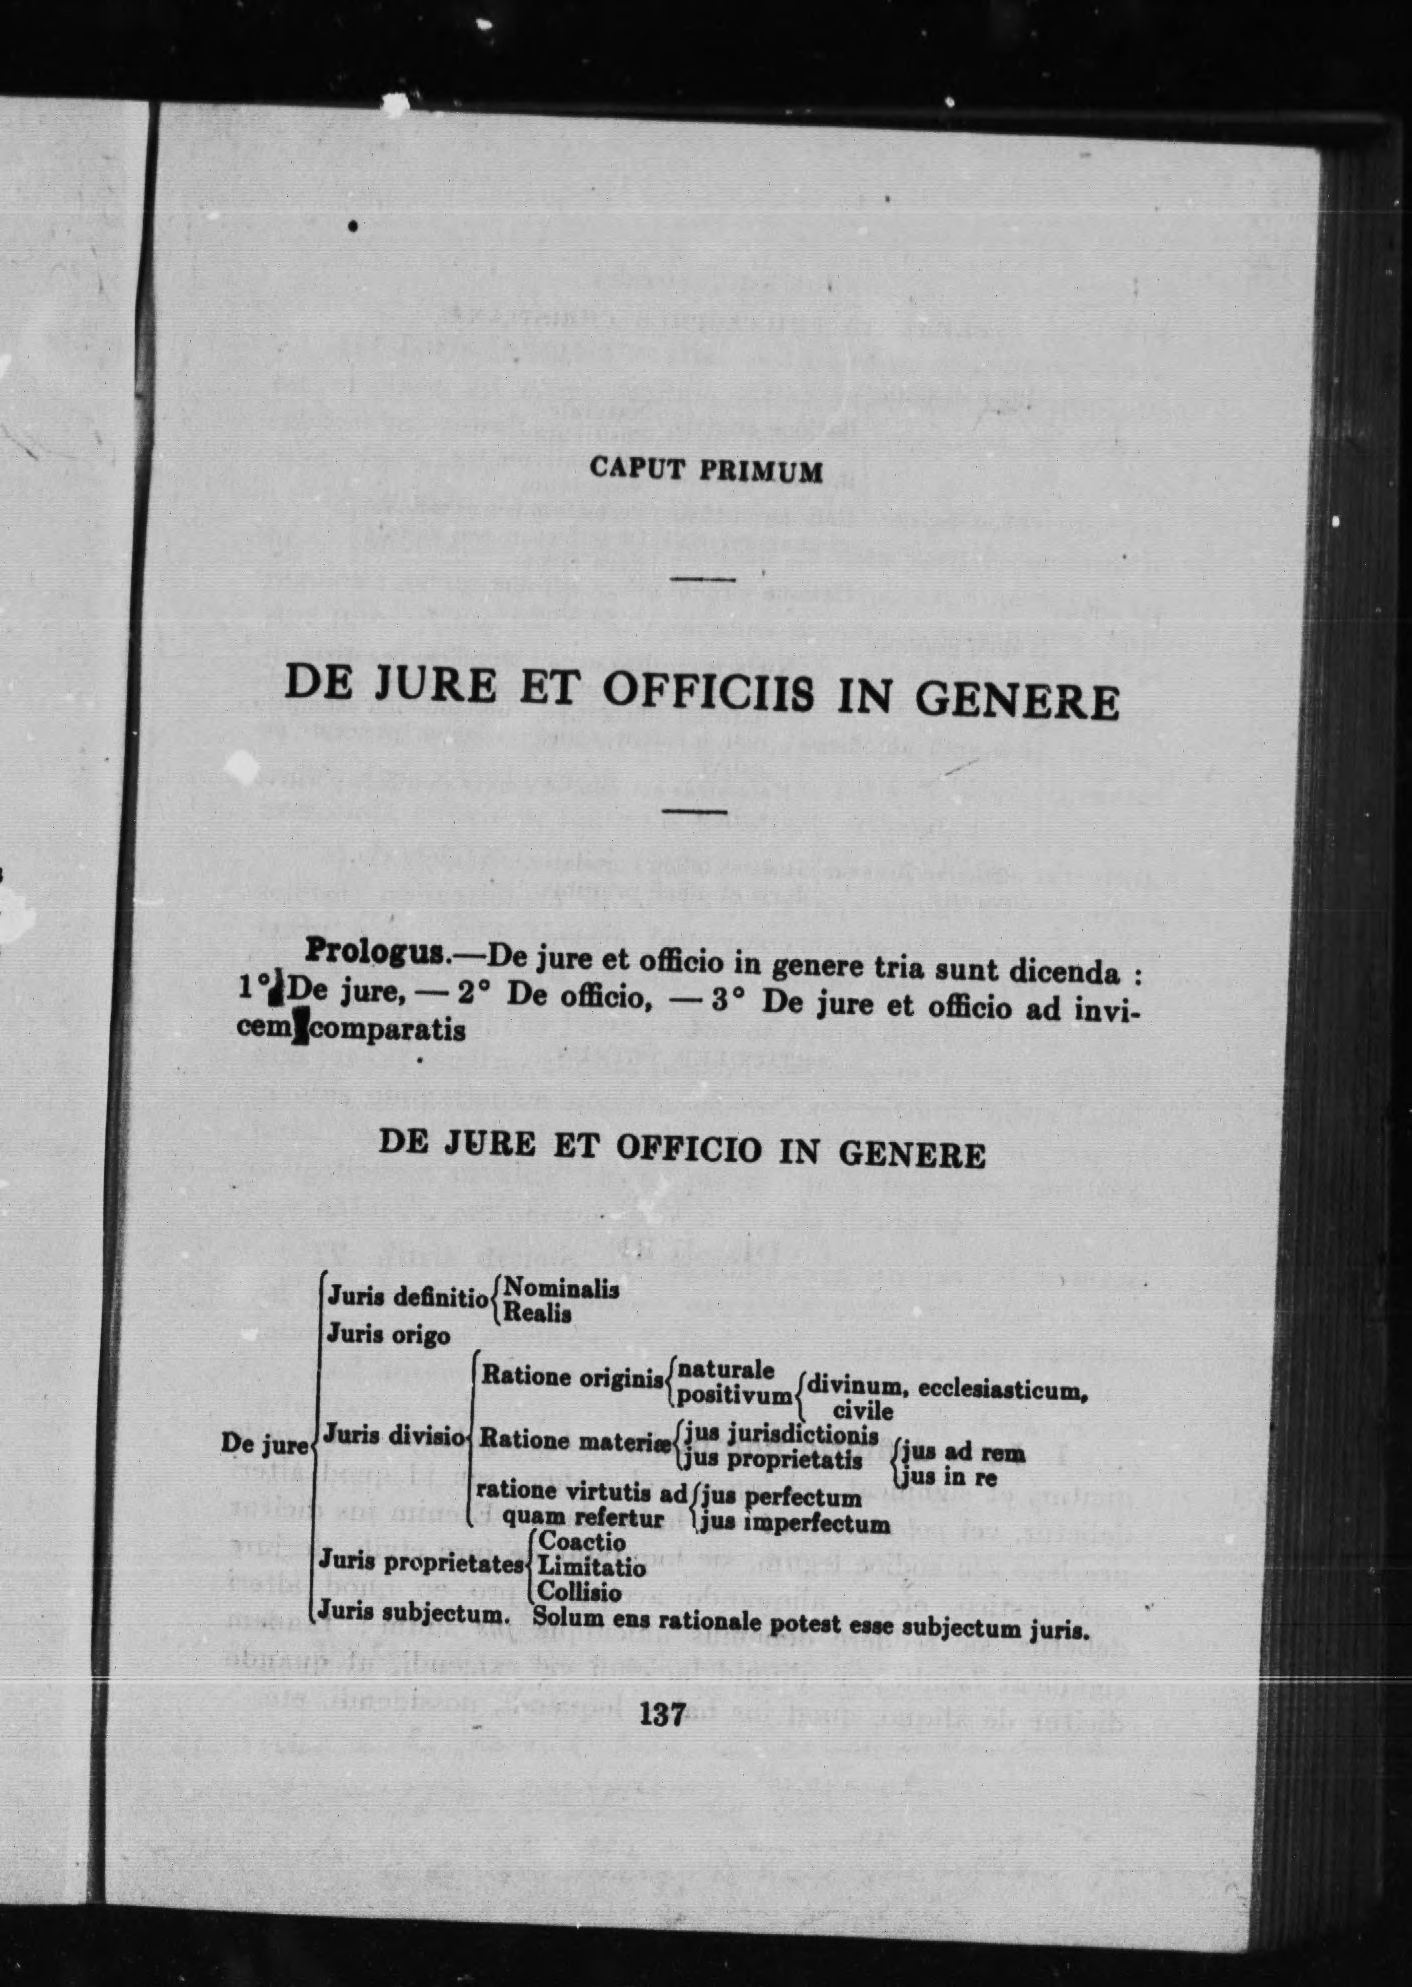 CAPUT PRIMUM
DE JURE ET OFFICIIS IN GENERE
Prologus.—De jure et officio in genere tria sunt dicenda :
1° De jure, — 2° De officio, — 3° De jure et officio ad invi-
cem comparatis
DE JURE ET OFFICIO IN GENERE
De jure
Juris definitio
Nominalis
Realis
Juris origo
Juris divisio
Ratione originis
naturale
positivum
divinum, ecclesiasticum,
civile
Ratione materiæ
jus jurisdictionis
jus proprietatis
jus ad rem
jus in re
ratione virtutis ad
quam refertur
jus perfectum
jus imperfectum
Juris proprietates
Coactio
Limitatio
Collisio
Juris subjectum. Solum ens rationale potest esse subjectum juris.
137